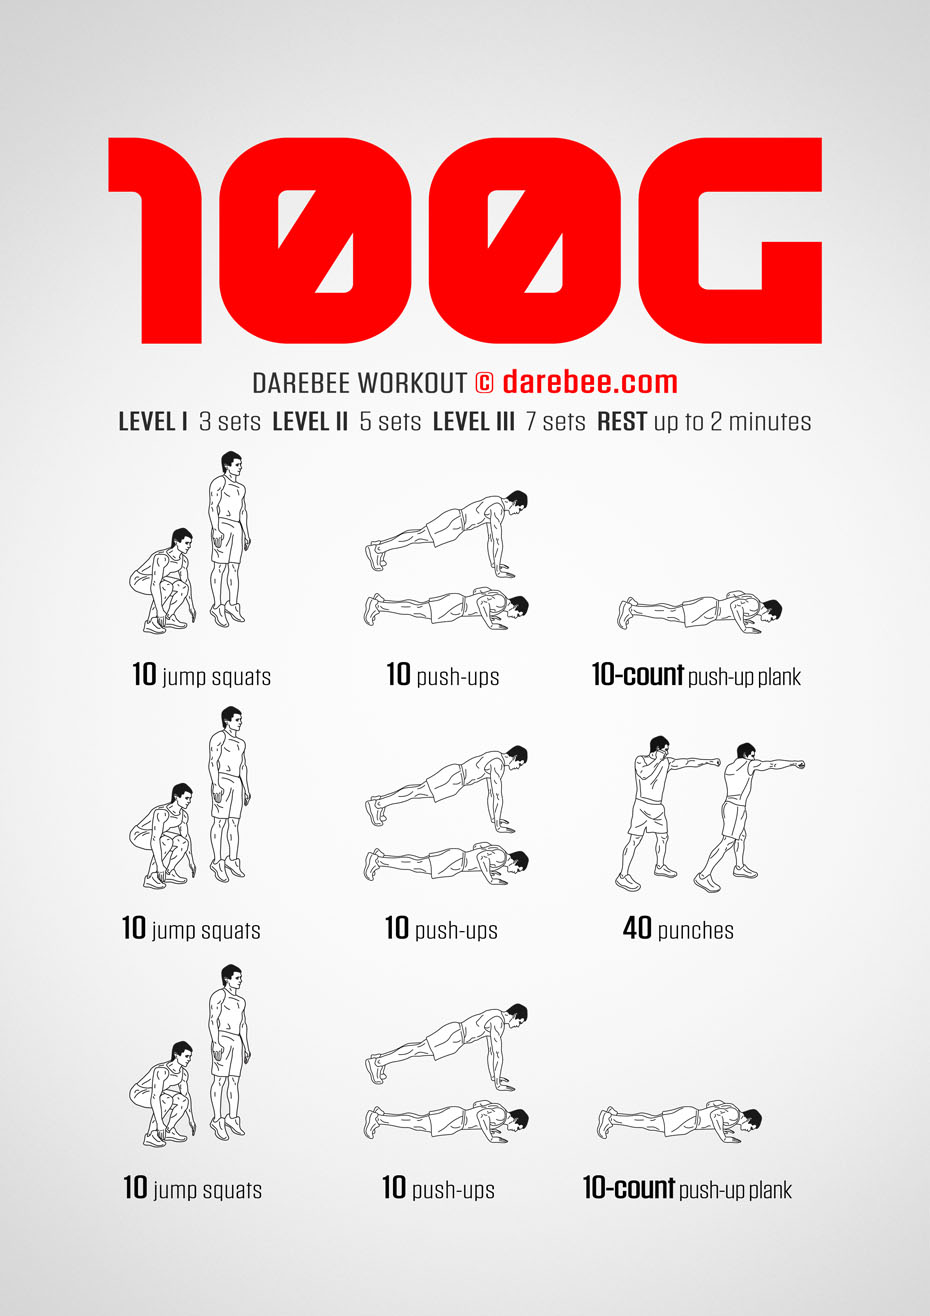 100G
DAREBEE WORKOUT © darebee.com
LEVEL I 3 sets LEVEL II 5 sets LEVEL III 7 sets REST up to 2 minutes
10 jump squats
10 push-ups
10-count push-up plank
10 jump squats
10 push-ups
40 punches
10 jump squats
10 push-ups
10-count push-up plank